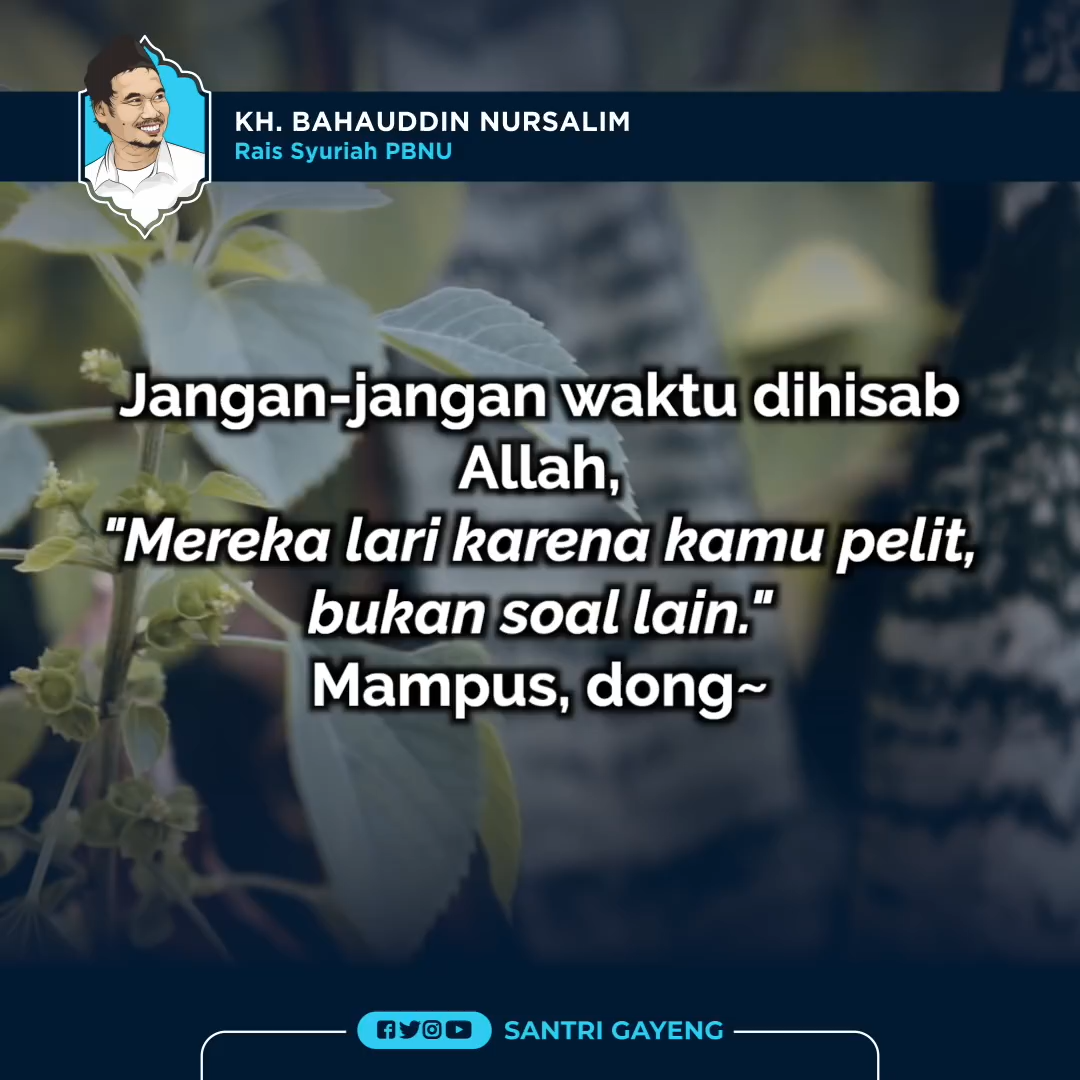 KH. BAHAUDDIN NURSALIM
Rais Syuriah PBNU
Jangan-jangan waktu dihisab
Allah,
"Mereka lari karena kamu pelit,
bukan soal lain."
Mampus, dong~
SANTRI GAYENG